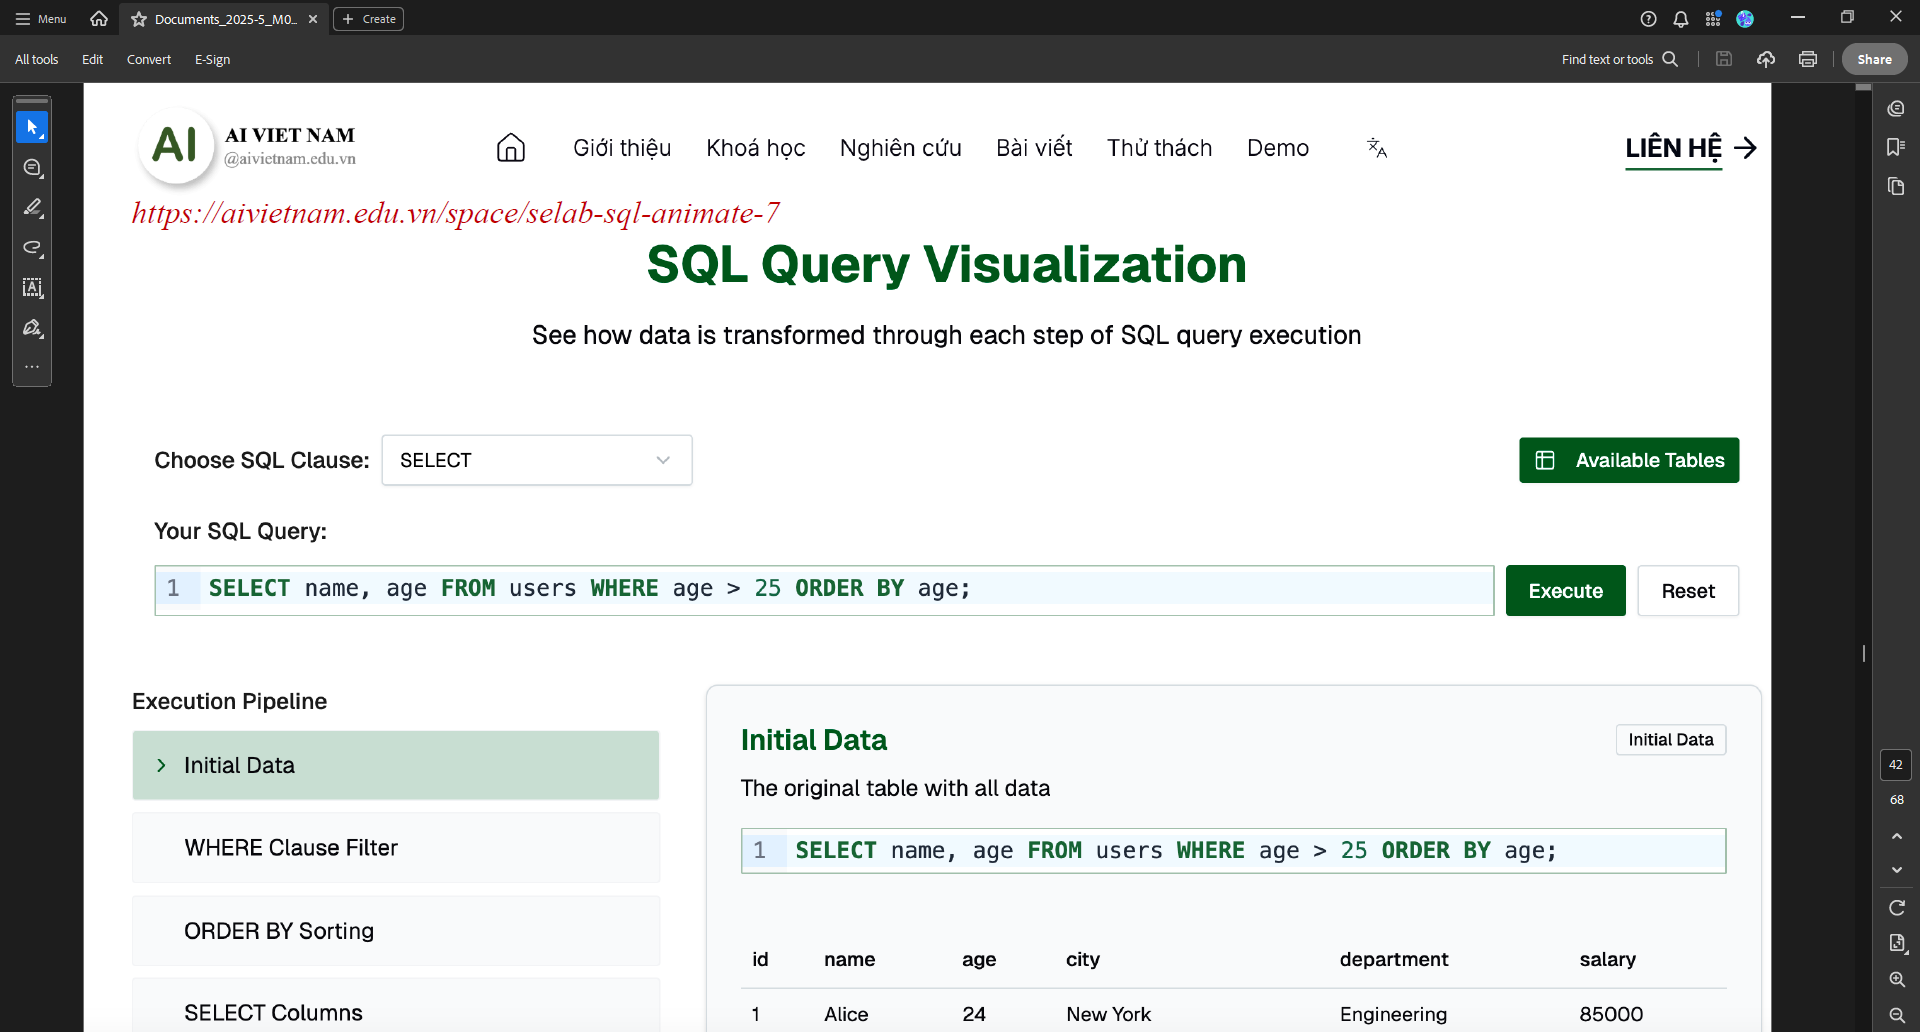 Menu
Documents_2025-5_M0...
Create
All tools
Edit
Convert
E-Sign
Find text or tools
Share
AI
AI VIET NAM
@aivietnam.edu.vn
Giới thiệu
Khoá học
Nghiên cứu
Bài viết
Thử thách
Demo
LIÊN HỆ
https://aivietnam.edu.vn/space/selab-sql-animate-7
SQL Query Visualization
See how data is transformed through each step of SQL query execution
Choose SQL Clause:
SELECT
Available Tables
Your SQL Query:
1 SELECT name, age FROM users WHERE age > 25 ORDER BY age;
Execute
Reset
Execution Pipeline
Initial Data
WHERE Clause Filter
ORDER BY Sorting
SELECT Columns
Initial Data
Initial Data
The original table with all data
1 SELECT name, age FROM users WHERE age > 25 ORDER BY age;
id name age city department salary
1 Alice 24 New York Engineering 85000
42
68